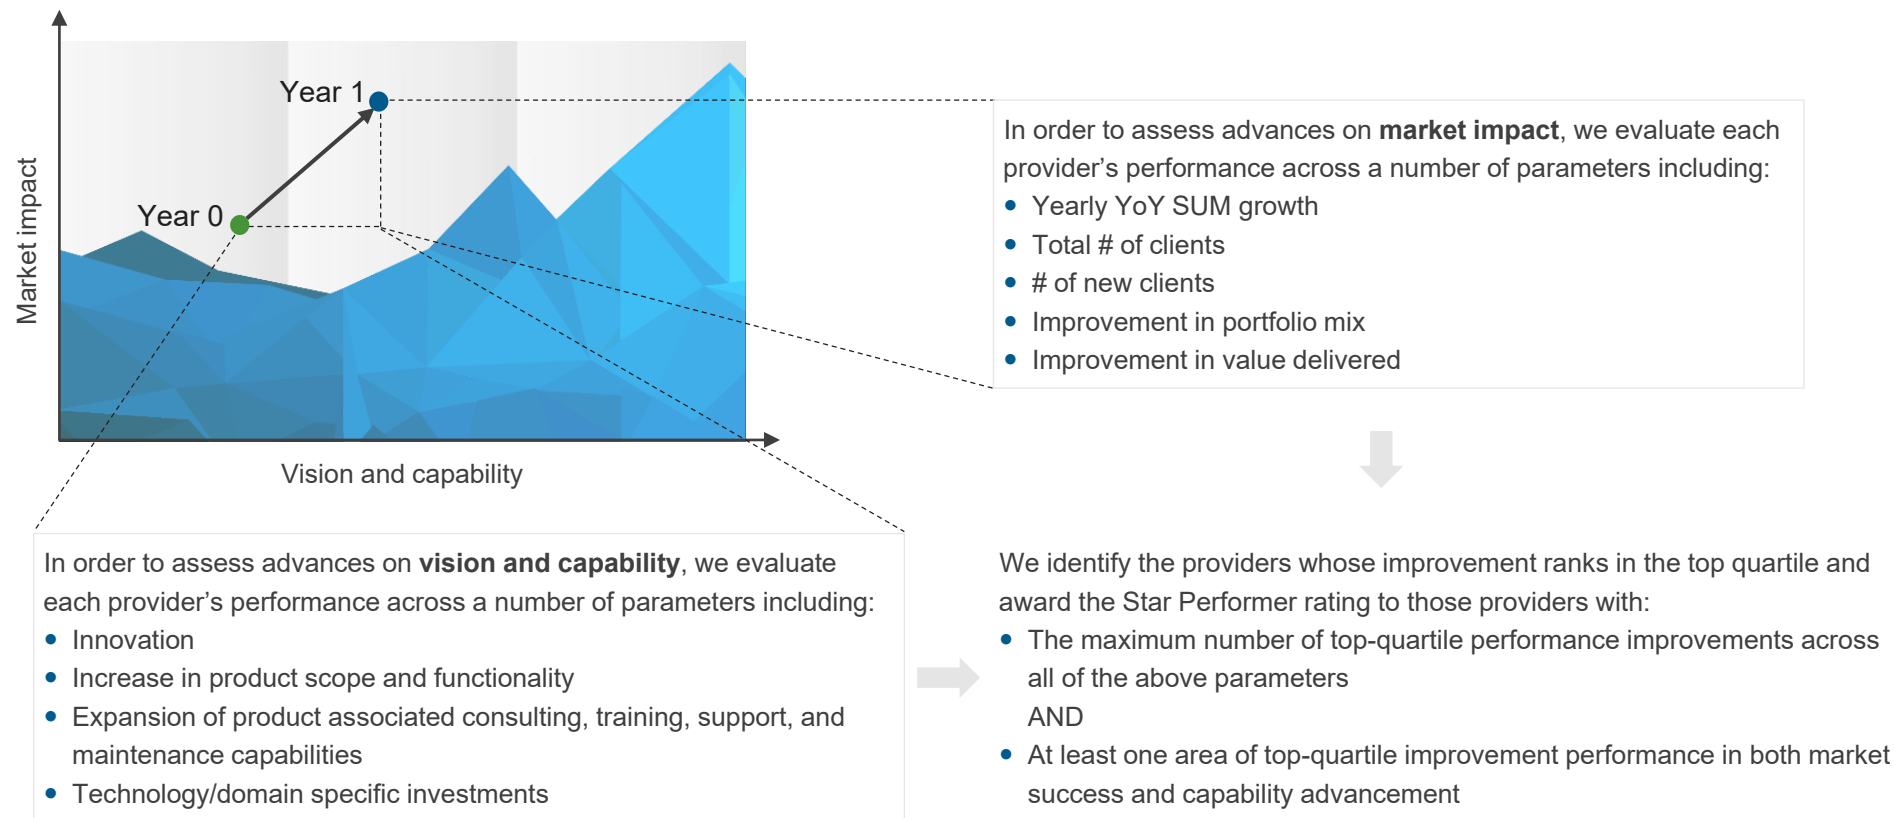 Market impact
Year 1
Year 0
Vision and capability
In order to assess advances on market impact, we evaluate each
provider’s performance across a number of parameters including:
• Yearly YoY SUM growth
• Total # of clients
• # of new clients
• Improvement in portfolio mix
• Improvement in value delivered
In order to assess advances on vision and capability, we evaluate
each provider’s performance across a number of parameters including:
• Innovation
• Increase in product scope and functionality
• Expansion of product associated consulting, training, support, and
maintenance capabilities
• Technology/domain specific investments
We identify the providers whose improvement ranks in the top quartile and
award the Star Performer rating to those providers with:
• The maximum number of top-quartile performance improvements across
all of the above parameters
AND
• At least one area of top-quartile improvement performance in both market
success and capability advancement